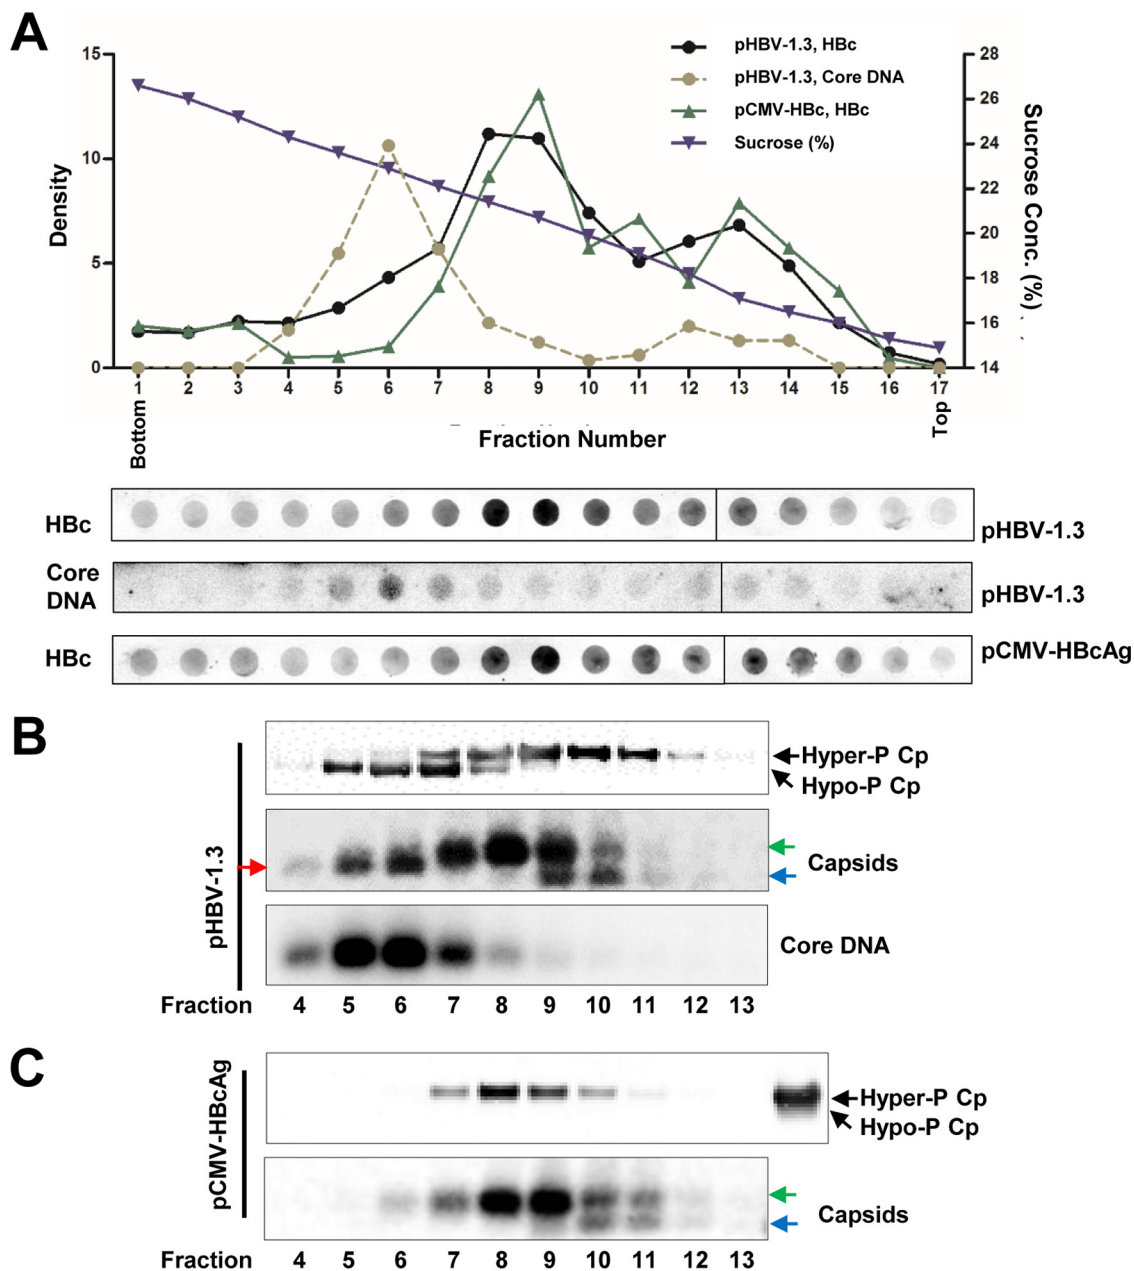 A
15
10
5
0
Density
pHBV-1.3, HBc
pHBV-1.3, Core DNA
pCMV-HBc, HBc
Sucrose (%)
28
26
24
22
20
18
16
14
Sucrose Conc. (%)
1 2 3 4 5 6 7 8 9 10 11 12 13 14 15 16 17
Bottom
Top
Fraction Number
HBc
pHBV-1.3
Core
DNA
pHBV-1.3
HBc
pCMV-HBcAg
B
pHBV-1.3
Hyper-P Cp
Hypo-P Cp
Capsids
Core DNA
Fraction 4 5 6 7 8 9 10 11 12 13
C
pCMV-HBcAg
Hyper-P Cp
Hypo-P Cp
Capsids
Fraction 4 5 6 7 8 9 10 11 12 13